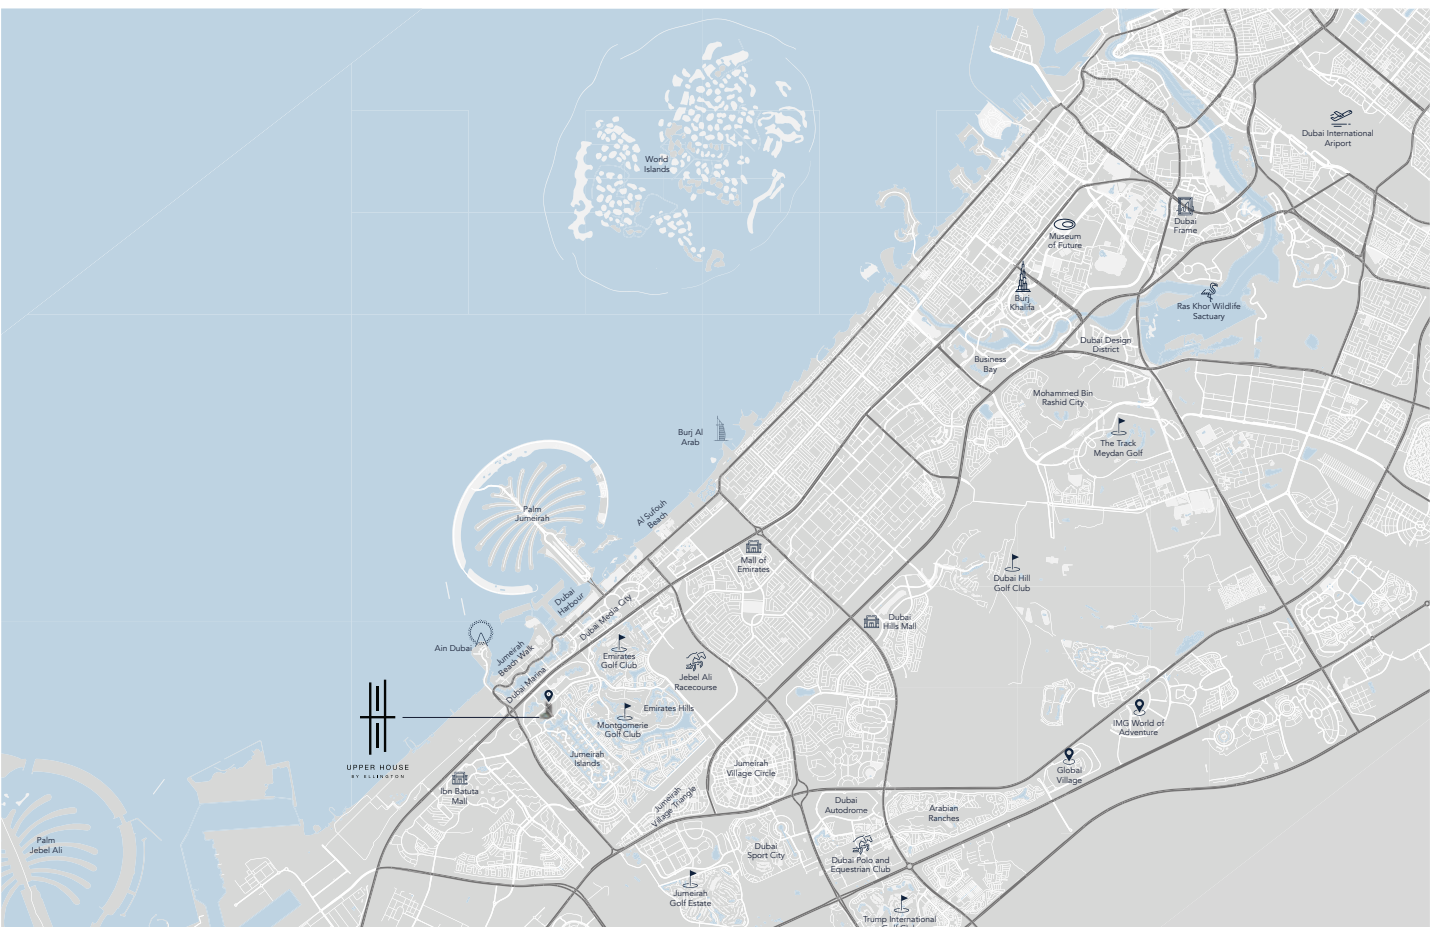 World
Islands
Dubai International
Ariport
Dubai
Frame
Museum
of Future
Burj
Khalifa
Ras Khor Wildlife
Sactuary
Dubai Design
District
Business
Bay
Mohammed Bin
Rashid City
The Track
Meydan Golf
Burj Al
Arab
Palm
Jumeirah
Al Sufouh
Beach
Mall of
Emirates
Dubai Hill
Golf Club
Dubai
Harbour
Dubai Media City
Dubai
Hills Mall
Ain Dubai
Jumeirah
Beach Walk
Emirates
Golf Club
Jebel Ali
Racecourse
Dubai Marina
Emirates Hills
Montgomerie
Golf Club
IMG World of
Adventure
UPPER HOUSE
BY ELLINGTON
Jumeirah
Islands
Jumeirah
Village Circle
Global
Village
Ibn Batuta
Mall
Jumeirah
Village Triangle
Dubai
Autodrome
Arabian
Ranches
Palm
Jebel Ali
Dubai
Sport City
Dubai Polo and
Equestrian Club
Jumeirah
Golf Estate
Trump International
Golf Club